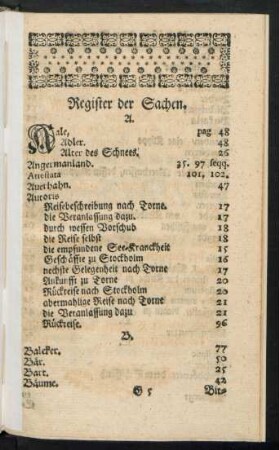 Register der Sachen.
A.
Aale, pag 48
Adler. 48
Alter des Schnees. 26
Angermanland. 35. 97. seqq.
Attestata 101, 102.
Auerhahn. 47
Autoris
Reisebeschreibung nach Torne. 17
die Veranlassung dazu. 17
durch wessen Vorschub 18
die Reise selbst 18
die empfundene See-Kranckheit 15
Geschäffte zu Stockholm 16
nechste Gelegenheit nach Torne 17
Ankunfft zu Torne 20
Rückreise nach Stockholm 20
abermahlige Reise nach Torne 21
die Veranlassung dazu 21
Rückreise. 96
B.
Balcker. 77
Bär. 50
Bart. 25
Bäume. 42
G 5 Bir-